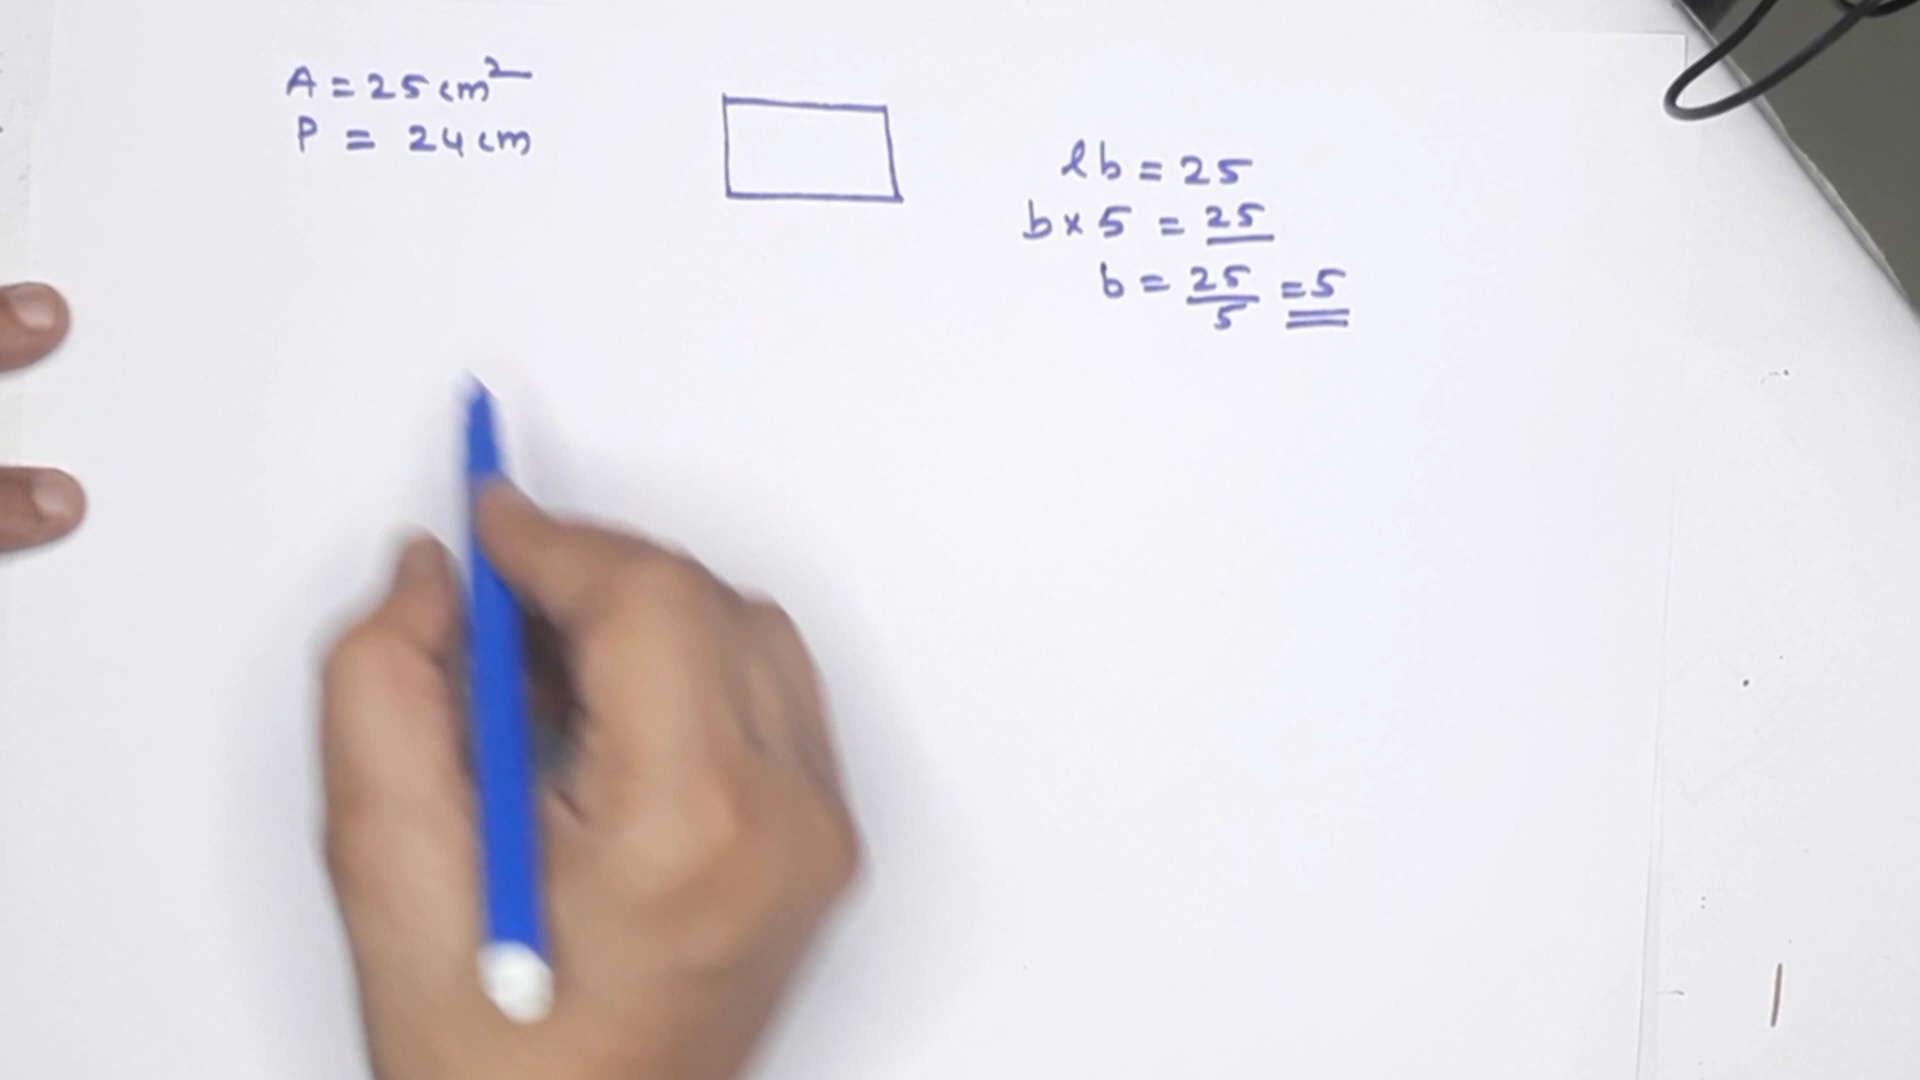 A = 25 cm²
P = 24 cm
lb = 25
b × 5 = 25
b = 25/5 = 5